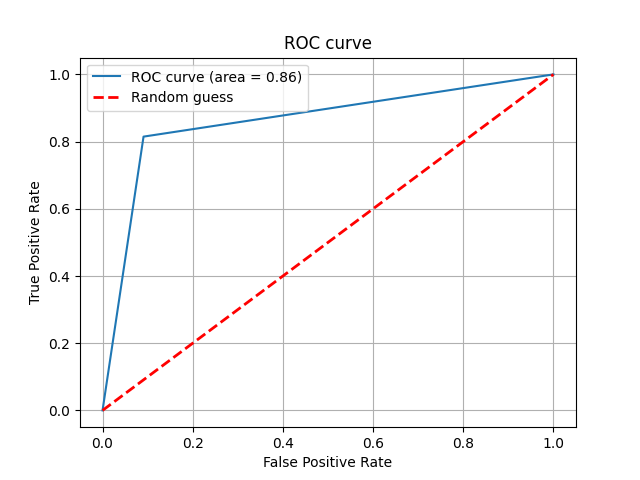 ROC curve
ROC curve (area = 0.86)
Random guess
True Positive Rate
1.0
0.8
0.6
0.4
0.2
0.0
0.0 0.2 0.4 0.6 0.8 1.0
False Positive Rate